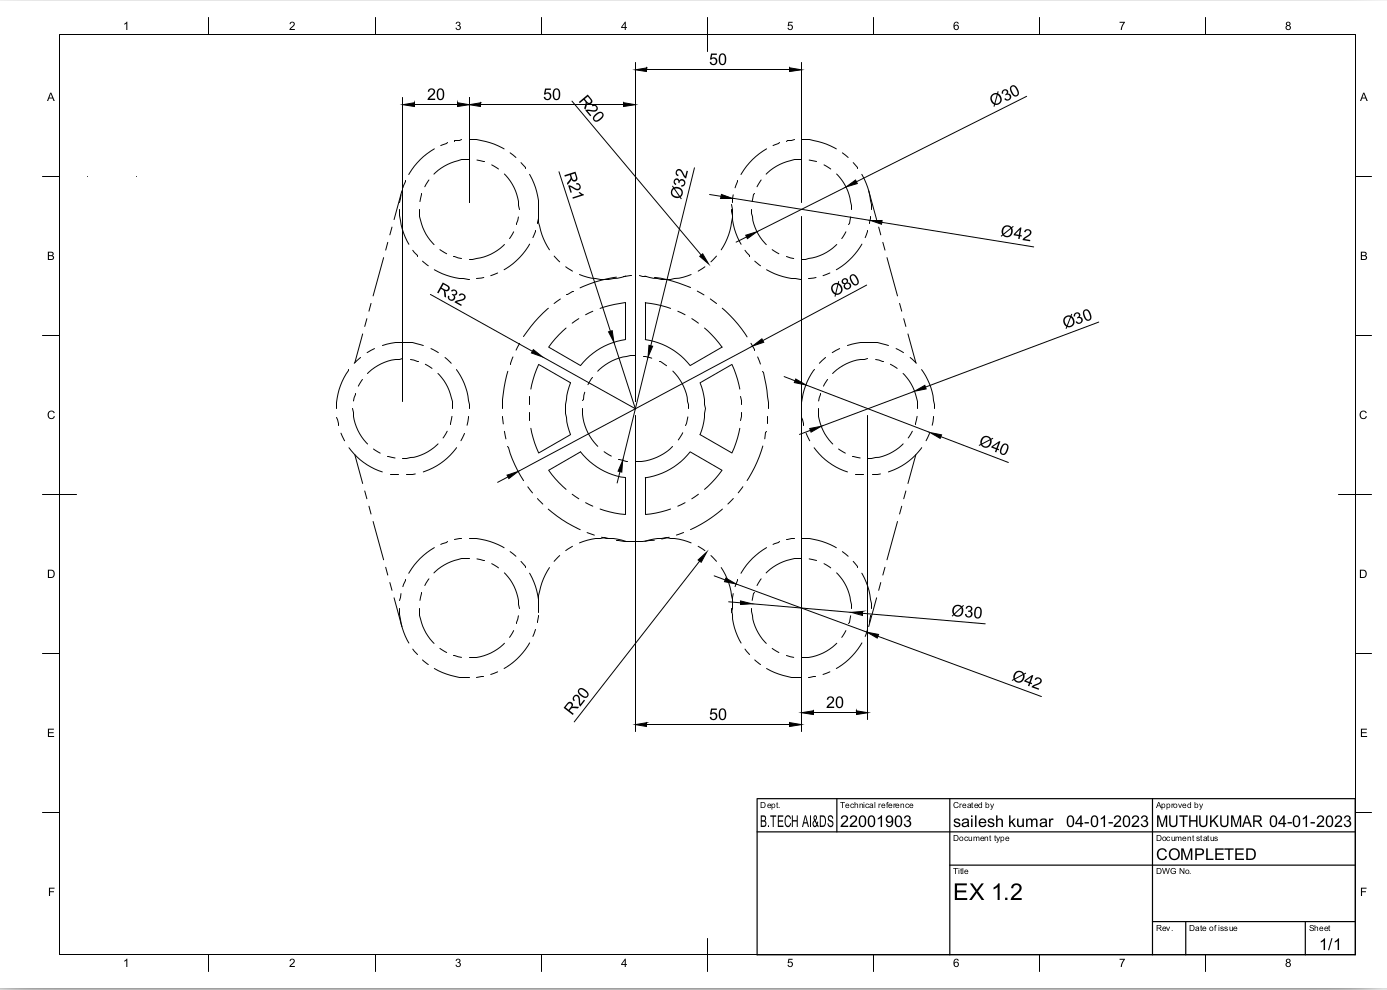 1 2 3 4 5 6 7 8
50
20 50
R20
Ø30
A A
R21
Ø32
Ø42
B B
R32
Ø80
Ø30
C C
Ø40
D D
Ø30
Ø42
R20
20
50
E E
Dept.
B.TECH AI&DS
Technical reference
22001903
Created by
sailesh kumar 04-01-2023
Approved by
MUTHUKUMAR 04-01-2023
Document type
Document status
COMPLETED
Title
EX 1.2
DWG No.
F F
Rev.
Date of issue
Sheet
1/1
1 2 3 4 5 6 7 8